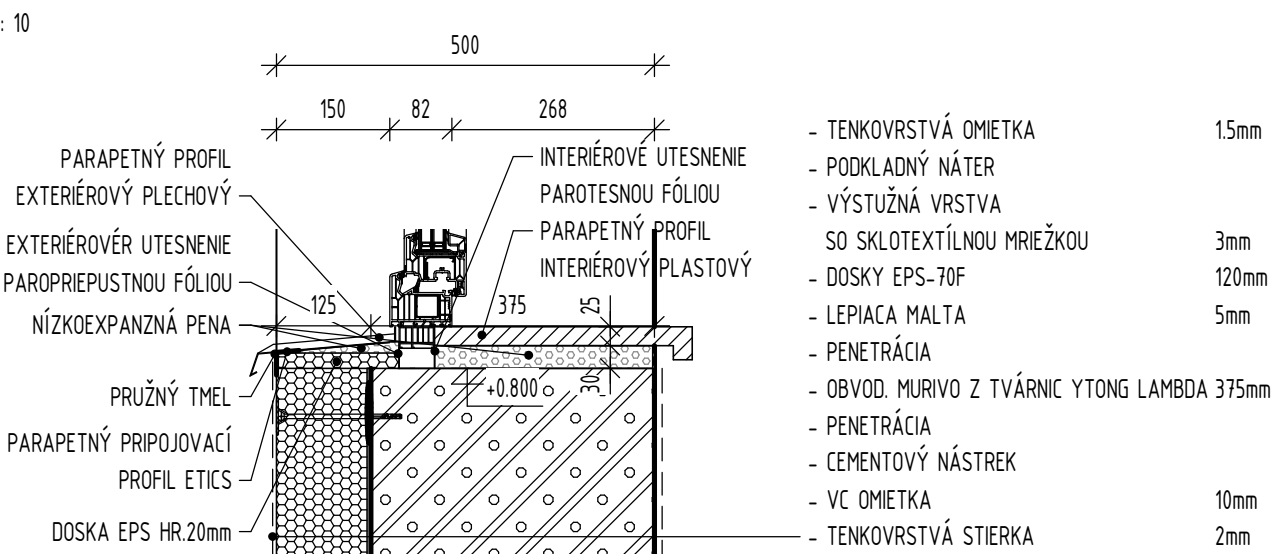 : 10
500
150
82
268
PARAPETNÝ PROFIL
EXTERIÉROVÝ PLECHOVÝ
EXTERIÉROVÉR UTESNENIE
PAROPRIEPUSTNOU FÓLIOU
NÍZKOEXPANZNÁ PENA
PRUŽNÝ TMEL
PARAPETNÝ PRIPOJOVACÍ
PROFIL ETICS
DOSKA EPS HR.20mm
INTERIÉROVÉ UTESNENIE
PAROTESNOU FÓLIOU
PARAPETNÝ PROFIL
INTERIÉROVÝ PLASTOVÝ
125
375
25
30
+0.800
- TENKOVRSTVÁ OMIETKA 1.5mm
- PODKLADNÝ NÁTER
- VÝSTUŽNÁ VRSTVA
SO SKLOTEXTÍLNOU MRIEŽKOU 3mm
- DOSKY EPS-70F 120mm
- LEPIACA MALTA 5mm
- PENETRÁCIA
- OBVOD. MURIVO Z TVÁRNIC YTONG LAMBDA 375mm
- PENETRÁCIA
- CEMENTOVÝ NÁSTREK
- VC OMIETKA 10mm
- TENKOVRSTVÁ STIERKA 2mm